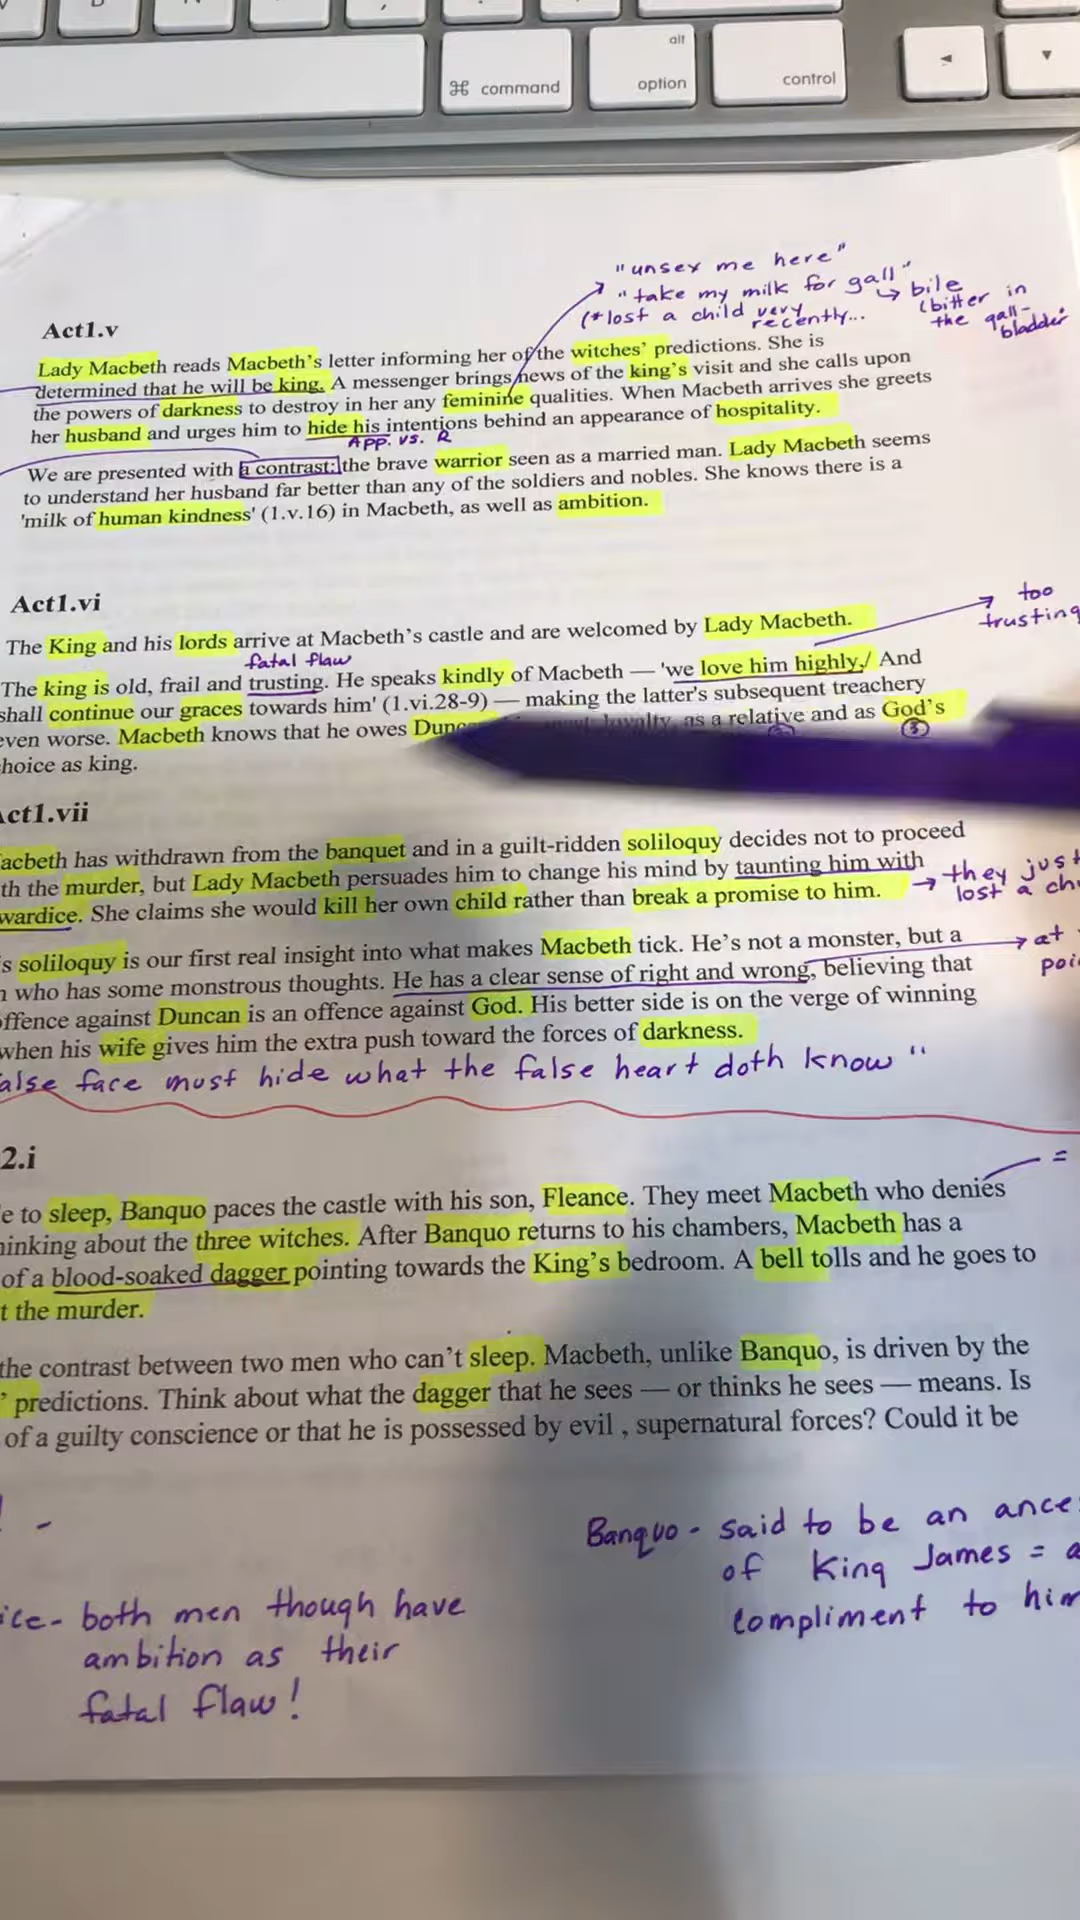 alt
⌘ command
option
control
"unsex me here"
"take my milk for gall"
→ bile
(bitter in
the gall-
bladder
(*lost a child very
recently...
Act1.v
Lady Macbeth reads Macbeth's letter informing her of the witches' predictions. She is
determined that he will be king. A messenger brings news of the king's visit and she calls upon
the powers of darkness to destroy in her any feminine qualities. When Macbeth arrives she greets
her husband and urges him to hide his intentions behind an appearance of hospitality.
APP. vs. R
We are presented with a contrast: the brave warrior seen as a married man. Lady Macbeth seems
to understand her husband far better than any of the soldiers and nobles. She knows there is a
'milk of human kindness' (1.v.16) in Macbeth, as well as ambition.
Act1.vi
too
trusting
The King and his lords arrive at Macbeth's castle and are welcomed by Lady Macbeth.
fatal flaw
The king is old, frail and trusting. He speaks kindly of Macbeth — 'we love him highly,/ And
shall continue our graces towards him' (1.vi.28-9) — making the latter's subsequent treachery
even worse. Macbeth knows that he owes loyalty, as a relative and as God's
3
hoice as king.
ct1.vii
acbeth has withdrawn from the banquet and in a guilt-ridden soliloquy decides not to proceed
th the murder, but Lady Macbeth persuades him to change his mind by taunting him with
wardice. She claims she would kill her own child rather than break a promise to him.
→ they just
lost a
s soliloquy is our first real insight into what makes Macbeth tick. He's not a monster, but a
→ at
who has some monstrous thoughts. He has a clear sense of right and wrong, believing that
offence against Duncan is an offence against God. His better side is on the verge of winning
when his wife gives him the extra push toward the forces of darkness.
alse face must hide what the false heart doth know"
2.i
=
e to sleep, Banquo paces the castle with his son, Fleance. They meet Macbeth who denies
hinking about the three witches. After Banquo returns to his chambers, Macbeth has a
of a blood-soaked dagger pointing towards the King's bedroom. A bell tolls and he goes to
t the murder.
the contrast between two men who can't sleep. Macbeth, unlike Banquo, is driven by the
' predictions. Think about what the dagger that he sees — or thinks he sees — means. Is
of a guilty conscience or that he is possessed by evil , supernatural forces? Could it be
Banquo - said to be an
of King James =
compliment to
ice - both men though have
ambition as their
fatal flaw!